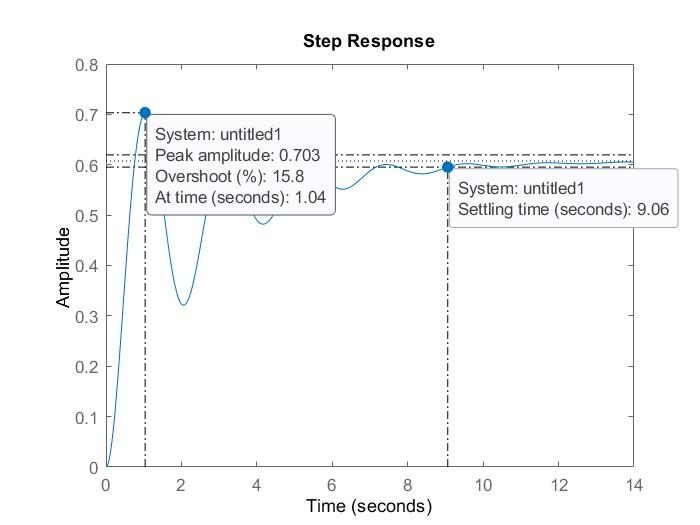 Step Response
0.8
0.7
0.6
0.5
0.4
0.3
0.2
0.1
0
Amplitude
System: untitled1
Peak amplitude: 0.703
Overshoot (%): 15.8
At time (seconds): 1.04
System: untitled1
Settling time (seconds): 9.06
0 2 4 6 8 10 12 14
Time (seconds)